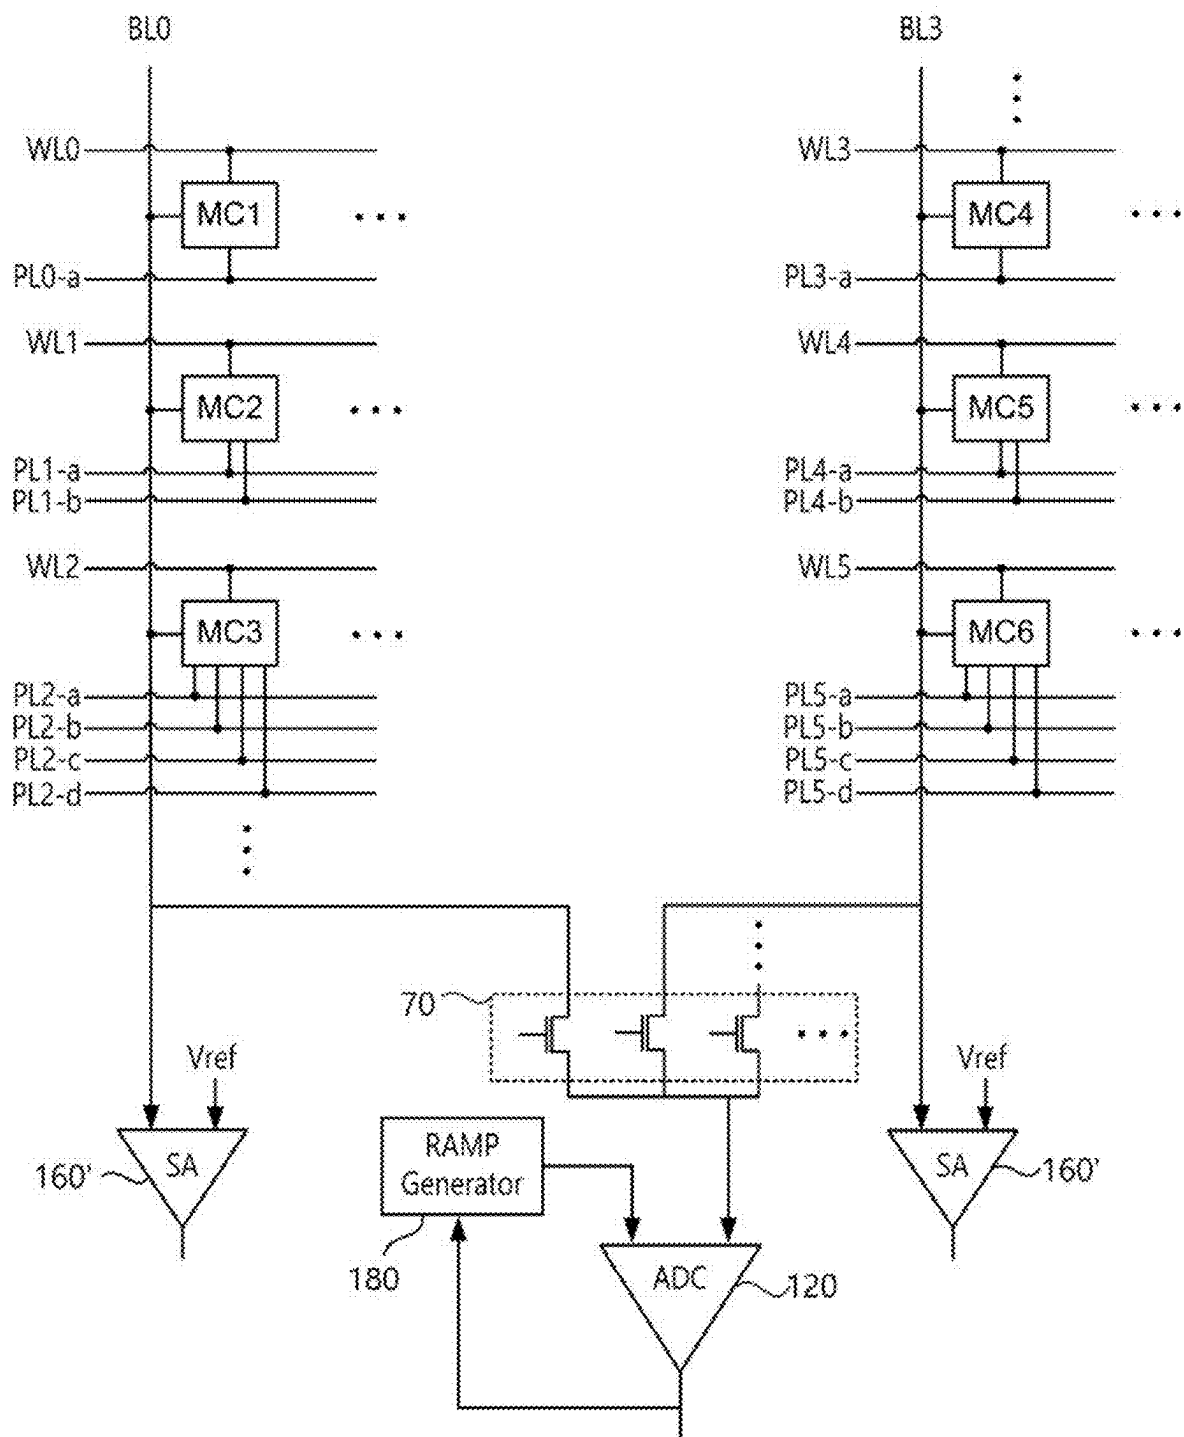 BL0
BL3
WL0
WL3
MC1
MC4
PL0-a
PL3-a
WL1
WL4
MC2
MC5
PL1-a
PL4-a
PL1-b
PL4-b
WL2
WL5
MC3
MC6
PL2-a
PL5-a
PL2-b
PL5-b
PL2-c
PL5-c
PL2-d
PL5-d
70
Vref
Vref
SA
160'
RAMP
Generator
SA
160'
180
ADC
120